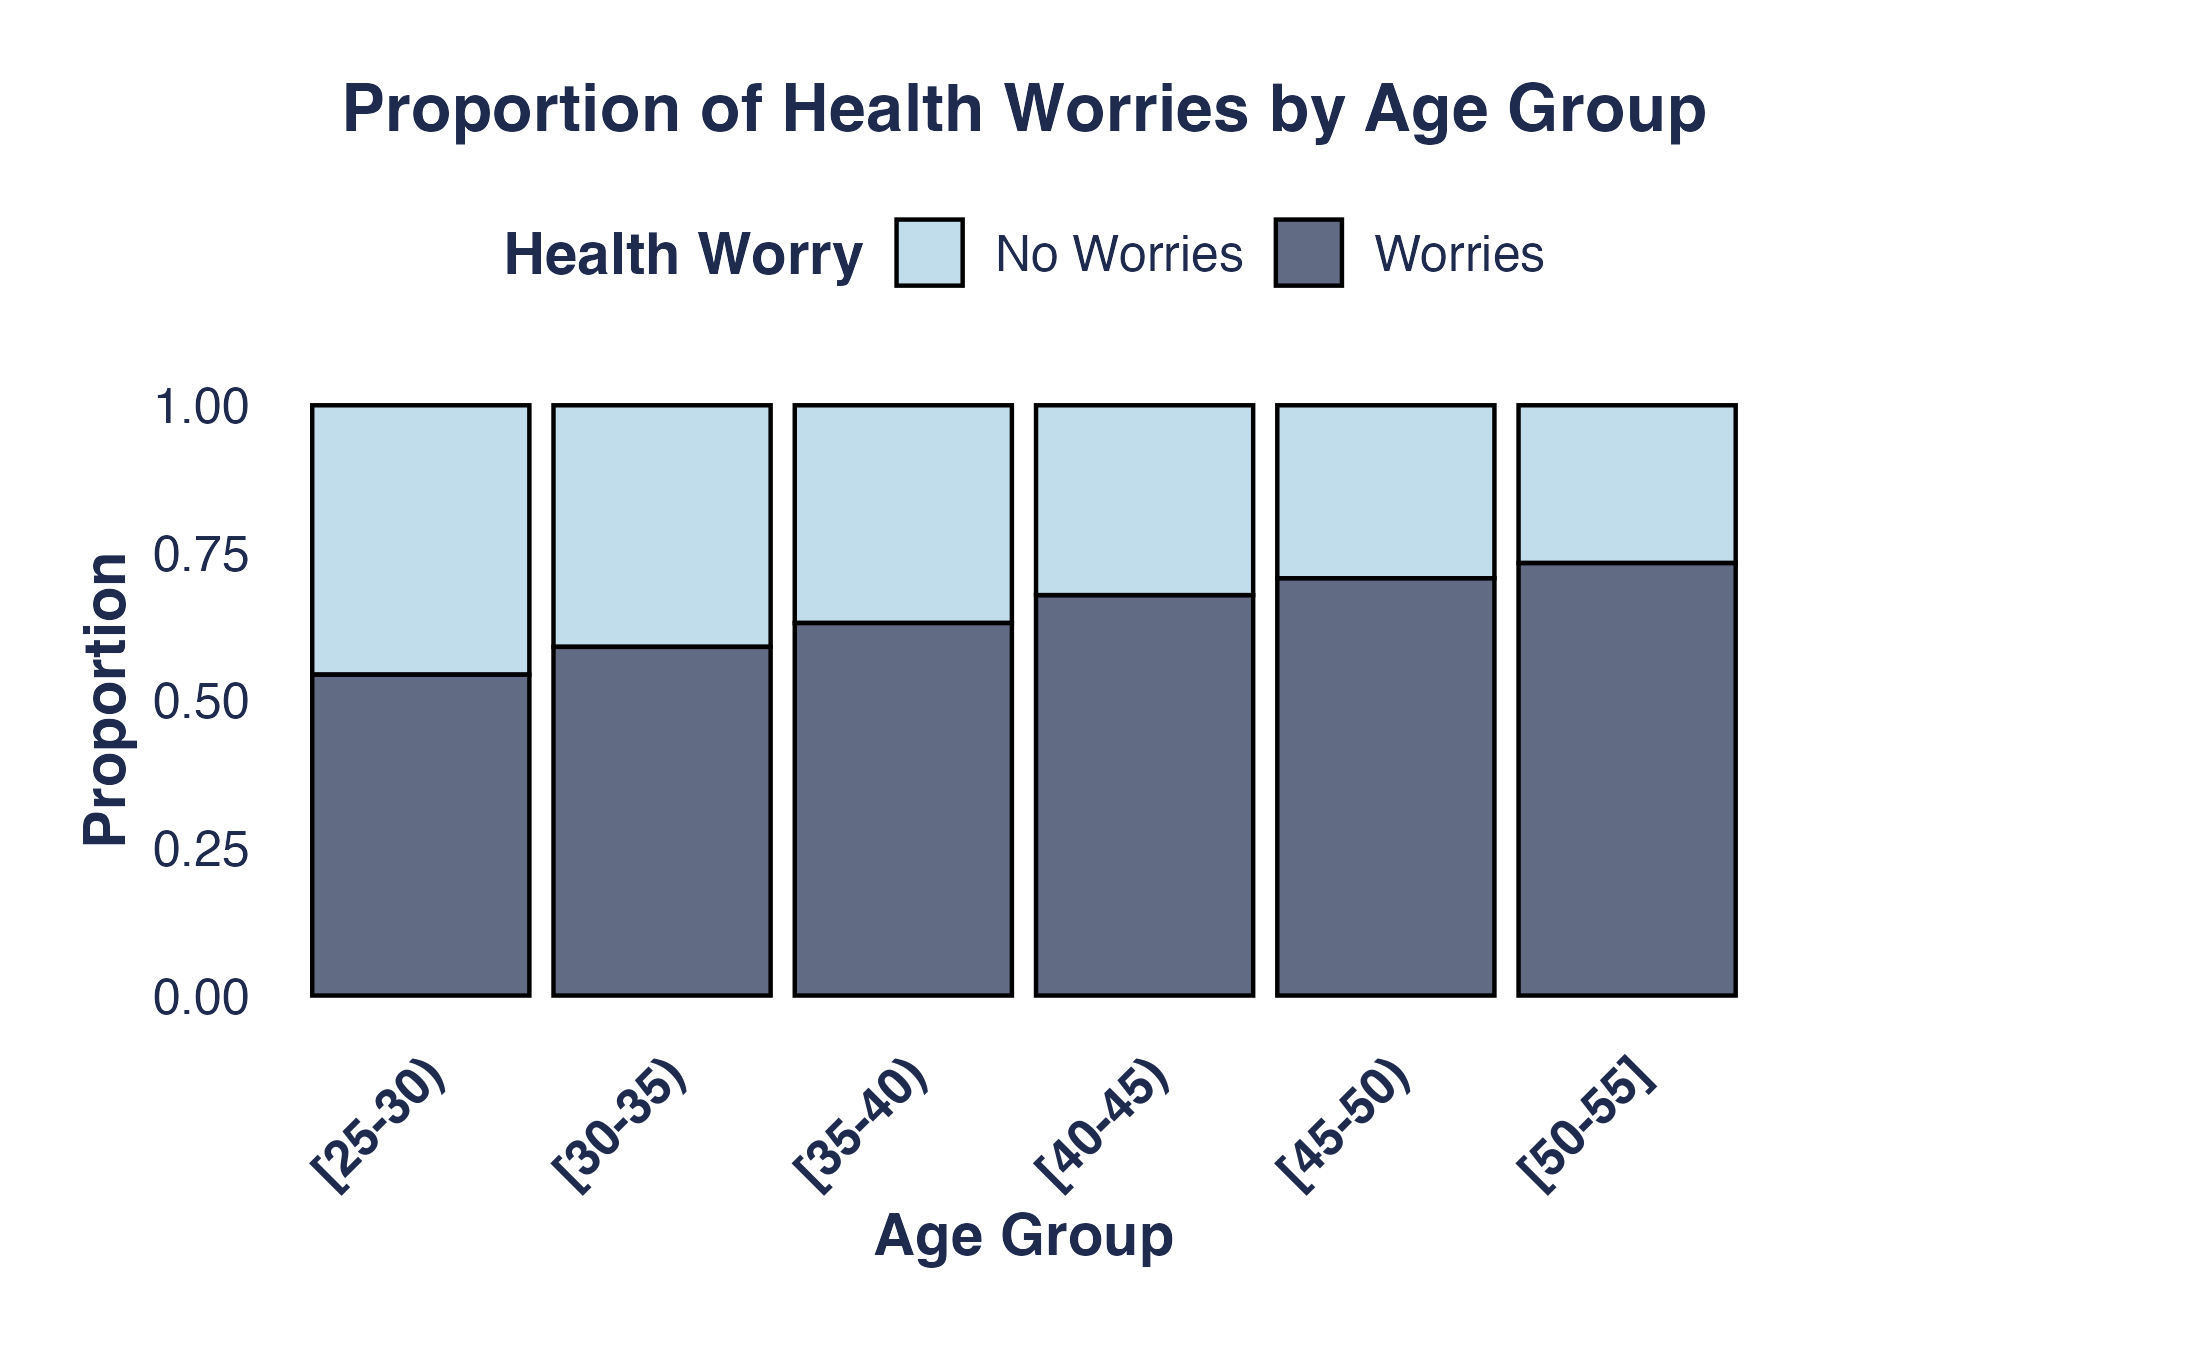 Proportion of Health Worries by Age Group
Health Worry No Worries Worries
1.00
0.75
0.50
0.25
0.00
Proportion
[25-30) [30-35) [35-40) [40-45) [45-50) [50-55]
Age Group